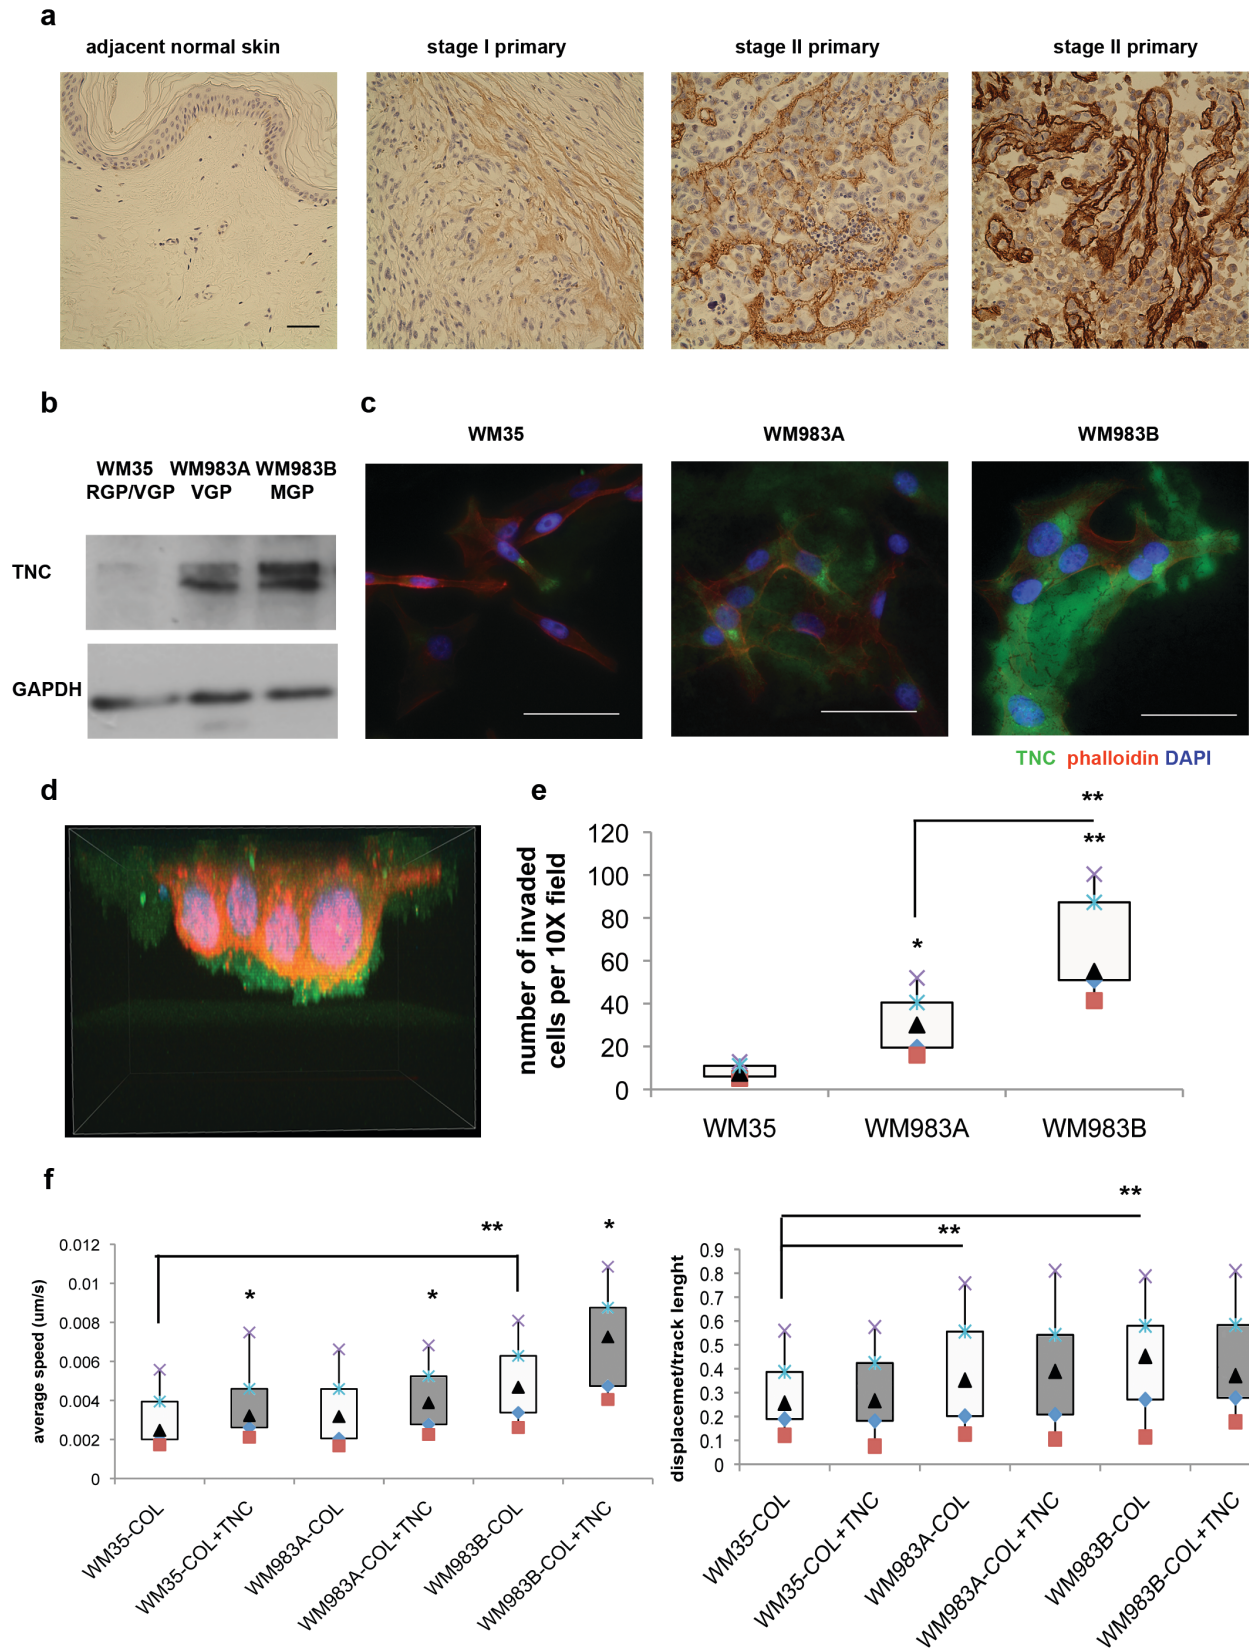 a
adjacent normal skin
stage I primary
stage II primary
stage II primary
b
WM35 WM983A WM983B
RGP/VGP VGP MGP
TNC
GAPDH
c
WM35
WM983A
WM983B
TNC phalloidin DAPI
d
e
**
**
*
number of invaded
cells per 10X field
120
100
80
60
40
20
0
WM35
WM983A
WM983B
f
**
*
*
*
average speed (um/s)
0.012
0.01
0.008
0.006
0.004
0.002
0
WM35-COL
WM35-COL+TNC
WM983A-COL
WM983A-COL+TNC
WM983B-COL
WM983B-COL+TNC
**
**
displacemet/track lenght
0.9
0.8
0.7
0.6
0.5
0.4
0.3
0.2
0.1
0
WM35-COL
WM35-COL+TNC
WM983A-COL
WM983A-COL+TNC
WM983B-COL
WM983B-COL+TNC